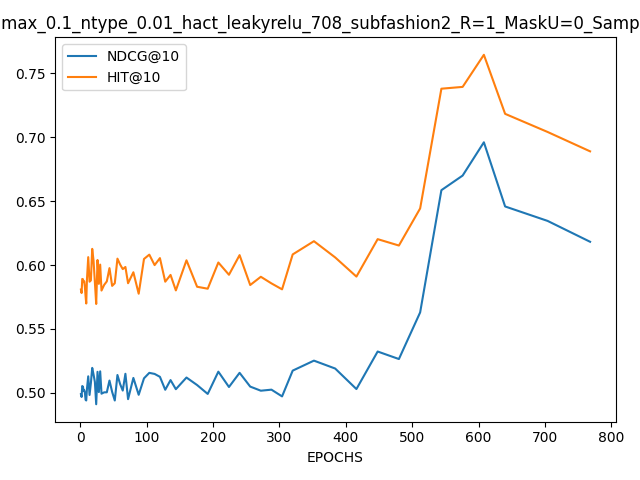 max_0.1_ntype_0.01_hact_leakyrelu_708_subfashion2_R=1_MaskU=0_Samp
NDCG@10
HIT@10
0.75
0.70
0.65
0.60
0.55
0.50
0 100 200 300 400 500 600 700 800
EPOCHS